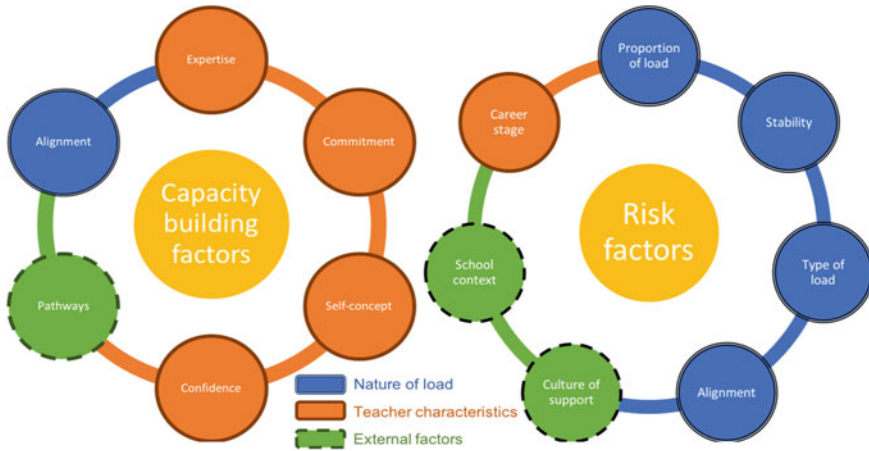 Expertise
Commitment
Self-concept
Confidence
Pathways
Alignment
Capacity
building
factors
Proportion
of load
Stability
Type of
load
Alignment
Culture of
support
School
context
Career
stage
Risk
factors
Nature of load
Teacher characteristics
External factors